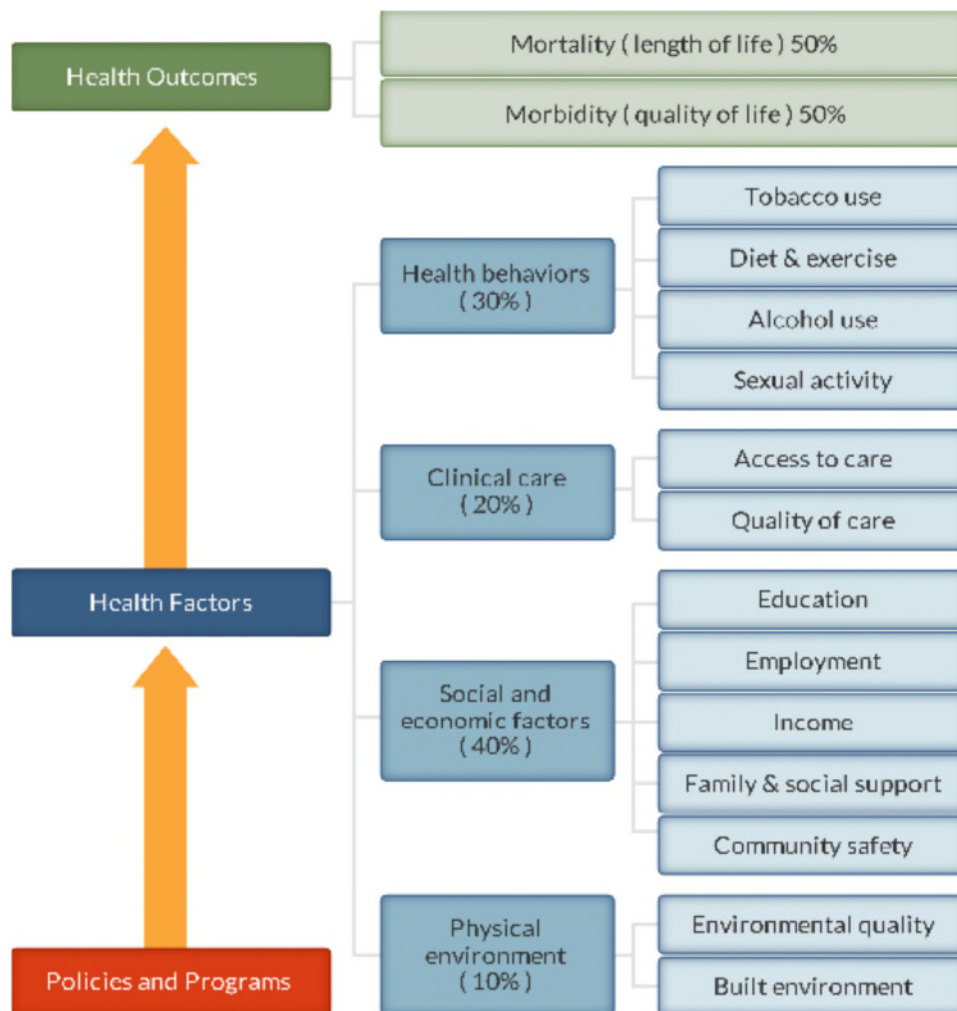 Health Outcomes
Mortality ( length of life ) 50%
Morbidity ( quality of life ) 50%
Health Factors
Health behaviors
( 30% )
Tobacco use
Diet & exercise
Alcohol use
Sexual activity
Clinical care
( 20% )
Access to care
Quality of care
Social and
economic factors
( 40% )
Education
Employment
Income
Family & social support
Community safety
Physical
environment
( 10% )
Environmental quality
Built environment
Policies and Programs